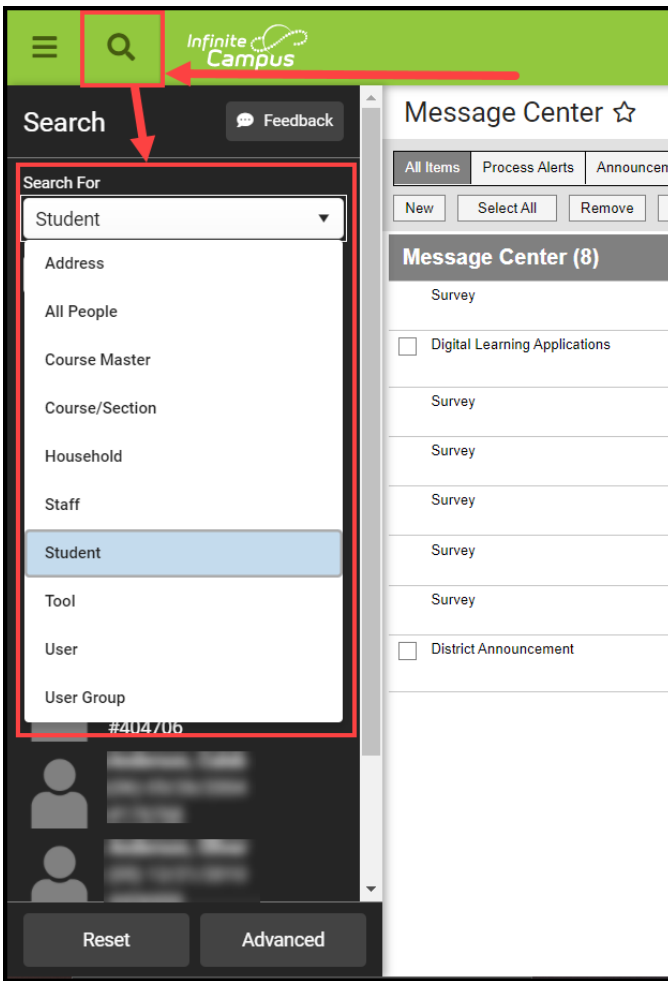 Infinite
Campus
Search
Feedback
Search For
Student
Address
All People
Course Master
Course/Section
Household
Staff
Student
Tool
User
User Group
#404706
Reset
Advanced
Message Center
All Items
Process Alerts
Announcem
New
Select All
Remove
Message Center (8)
Survey
Digital Learning Applications
Survey
Survey
Survey
Survey
Survey
District Announcement